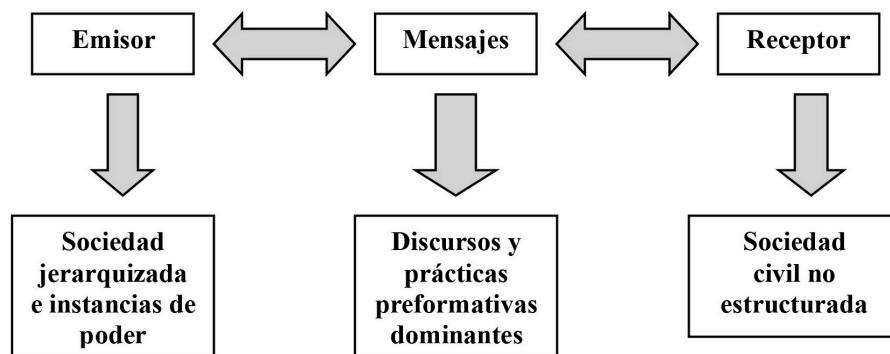 Emisor
Mensajes
Receptor
Sociedad
jerarquizada
e instancias de
poder
Discursos y
prácticas
preformativas
dominantes
Sociedad
civil no
estructurada